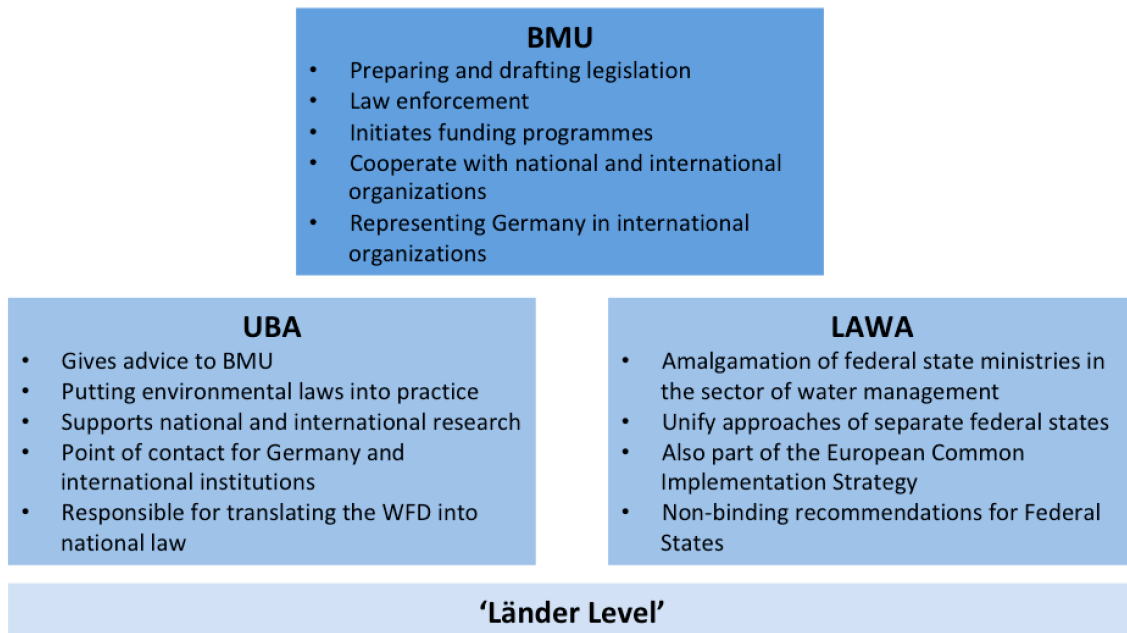 BMU
• Preparing and drafting legislation
• Law enforcement
• Initiates funding programmes
• Cooperate with national and international
organizations
• Representing Germany in international
organizations
UBA
• Gives advice to BMU
• Putting environmental laws into practice
• Supports national and international research
• Point of contact for Germany and
international institutions
• Responsible for translating the WFD into
national law
LAWA
• Amalgamation of federal state ministries in
the sector of water management
• Unify approaches of separate federal states
• Also part of the European Common
Implementation Strategy
• Non-binding recommendations for Federal
States
‘Länder Level’